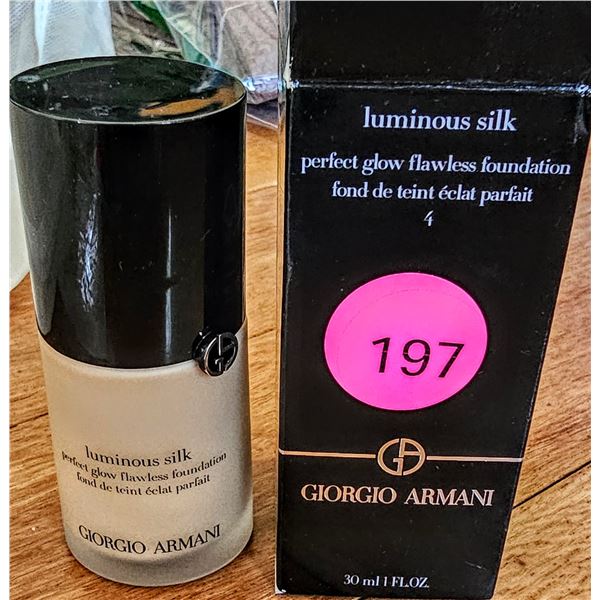 luminous silk
perfect glow flawless foundation
fond de teint éclat parfait
GIORGIO ARMANI
luminous silk
perfect glow flawless foundation
fond de teint éclat parfait
4
197
GIORGIO ARMANI
30 ml 1 FL.OZ.